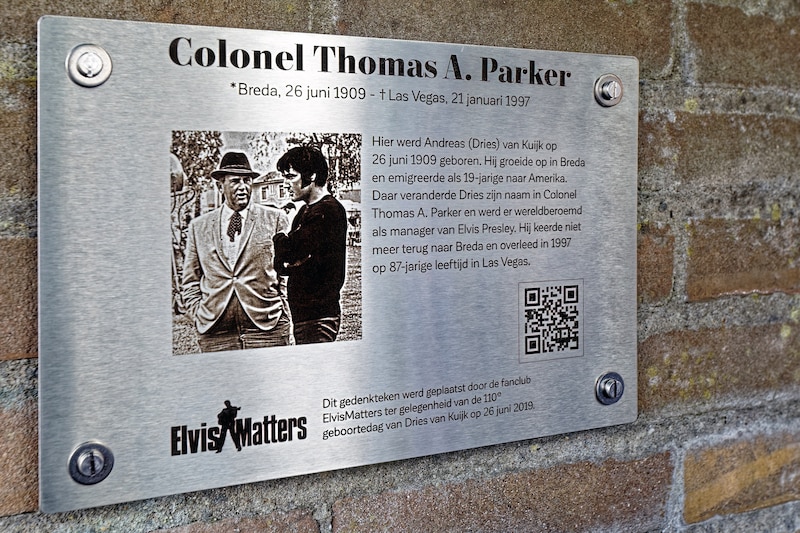 Colonel Thomas A. Parker
*Breda, 26 juni 1909 - † Las Vegas, 21 januari 1997
Hier werd Andreas (Dries) van Kuijk op
26 juni 1909 geboren. Hij groeide op in Breda
en emigreerde als 19-jarige naar Amerika.
Daar veranderde Dries zijn naam in Colonel
Thomas A. Parker en werd er wereldberoemd
als manager van Elvis Presley. Hij keerde niet
meer terug naar Breda en overleed in 1997
op 87-jarige leeftijd in Las Vegas.
ElvisMatters
Dit gedenkteken werd geplaatst door de fanclub
ElvisMatters ter gelegenheid van de 110°
geboortedag van Dries van Kuijk op 26 juni 2019.